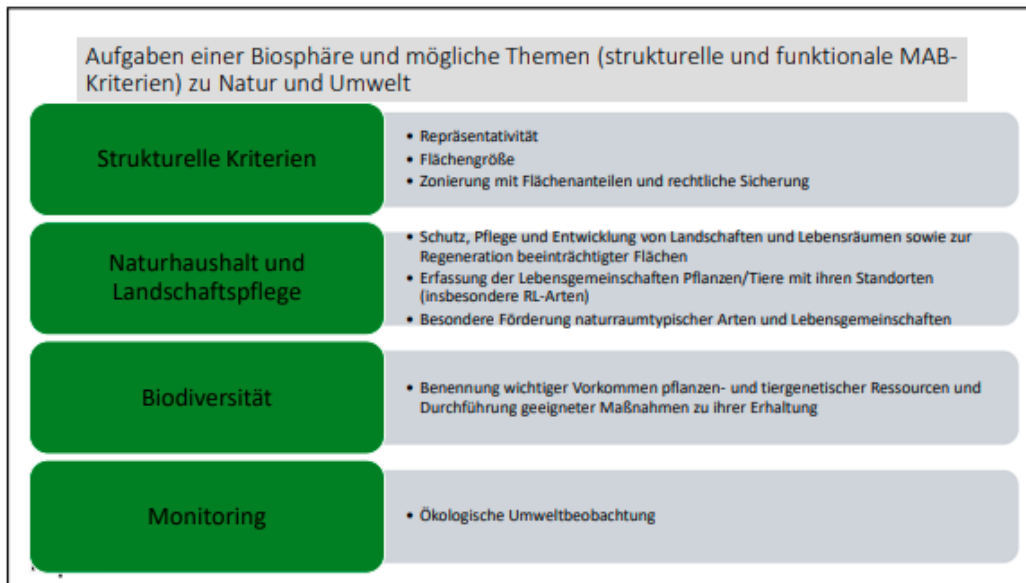 Aufgaben einer Biosphäre und mögliche Themen (strukturelle und funktionale MAB-
Kriterien) zu Natur und Umwelt
Strukturelle Kriterien
• Repräsentativität
• Flächengröße
• Zonierung mit Flächenanteilen und rechtliche Sicherung
Naturhaushalt und
Landschaftspflege
• Schutz, Pflege und Entwicklung von Landschaften und Lebensräumen sowie zur
Regeneration beeinträchtigter Flächen
• Erfassung der Lebensgemeinschaften Pflanzen/Tiere mit ihren Standorten
(insbesondere RL-Arten)
• Besondere Förderung naturraumtypischer Arten und Lebensgemeinschaften
Biodiversität
• Benennung wichtiger Vorkommen pflanzen- und tiergenetischer Ressourcen und
Durchführung geeigneter Maßnahmen zu ihrer Erhaltung
Monitoring
• Ökologische Umweltbeobachtung